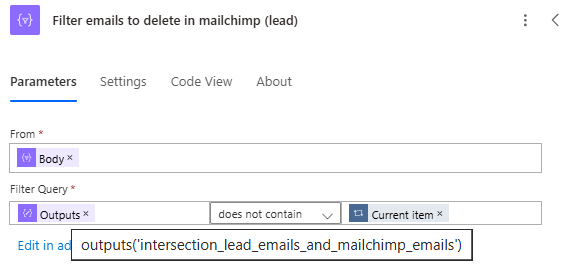 Filter emails to delete in mailchimp (lead)
Parameters Settings Code View About
From *
Body ×
Filter Query *
Outputs × does not contain Current item ×
Edit in ad
outputs('intersection_lead_emails_and_mailchimp_emails')